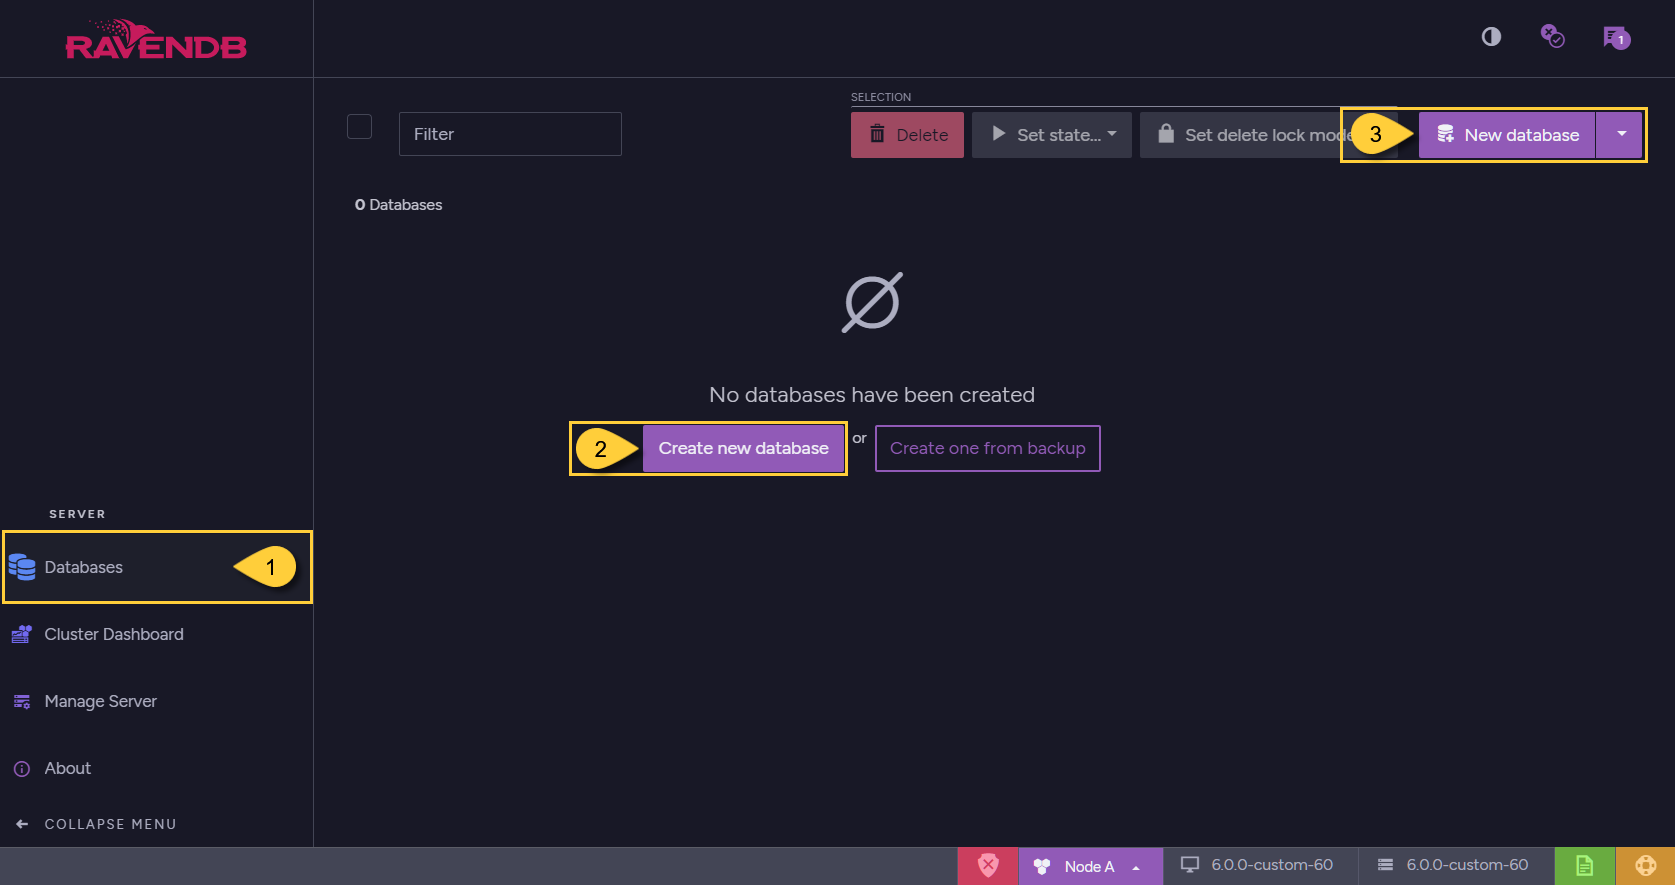 RAVENDB
1
SELECTION
Filter
Delete
Set state...
Set delete lock mode
3
New database
0 Databases
No databases have been created
2
Create new database
or
Create one from backup
SERVER
Databases
1
Cluster Dashboard
Manage Server
About
COLLAPSE MENU
Node A
6.0.0-custom-60
6.0.0-custom-60